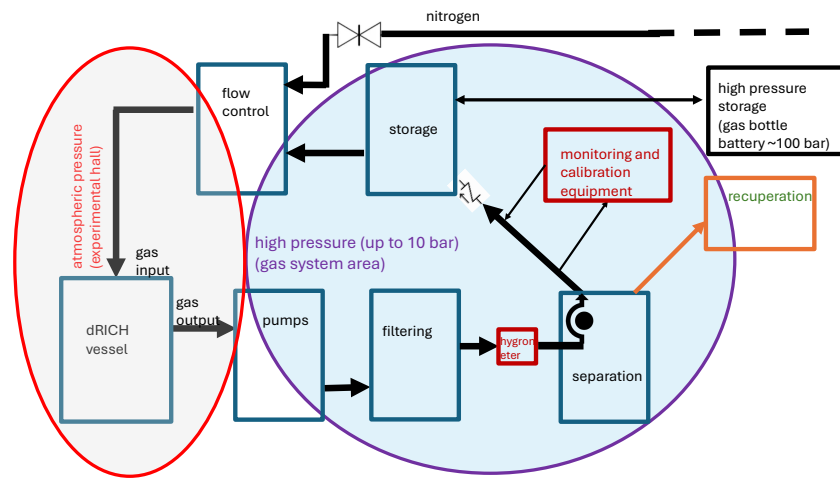 nitrogen
flow
control
storage
high pressure
storage
(gas bottle
battery ~100 bar)
monitoring and
calibration
equipment
recuperation
atmospheric pressure
(experimental hall)
high pressure (up to 10 bar)
(gas system area)
gas
input
gas
output
dRICH
vessel
pumps
filtering
hygrom
eter
separation